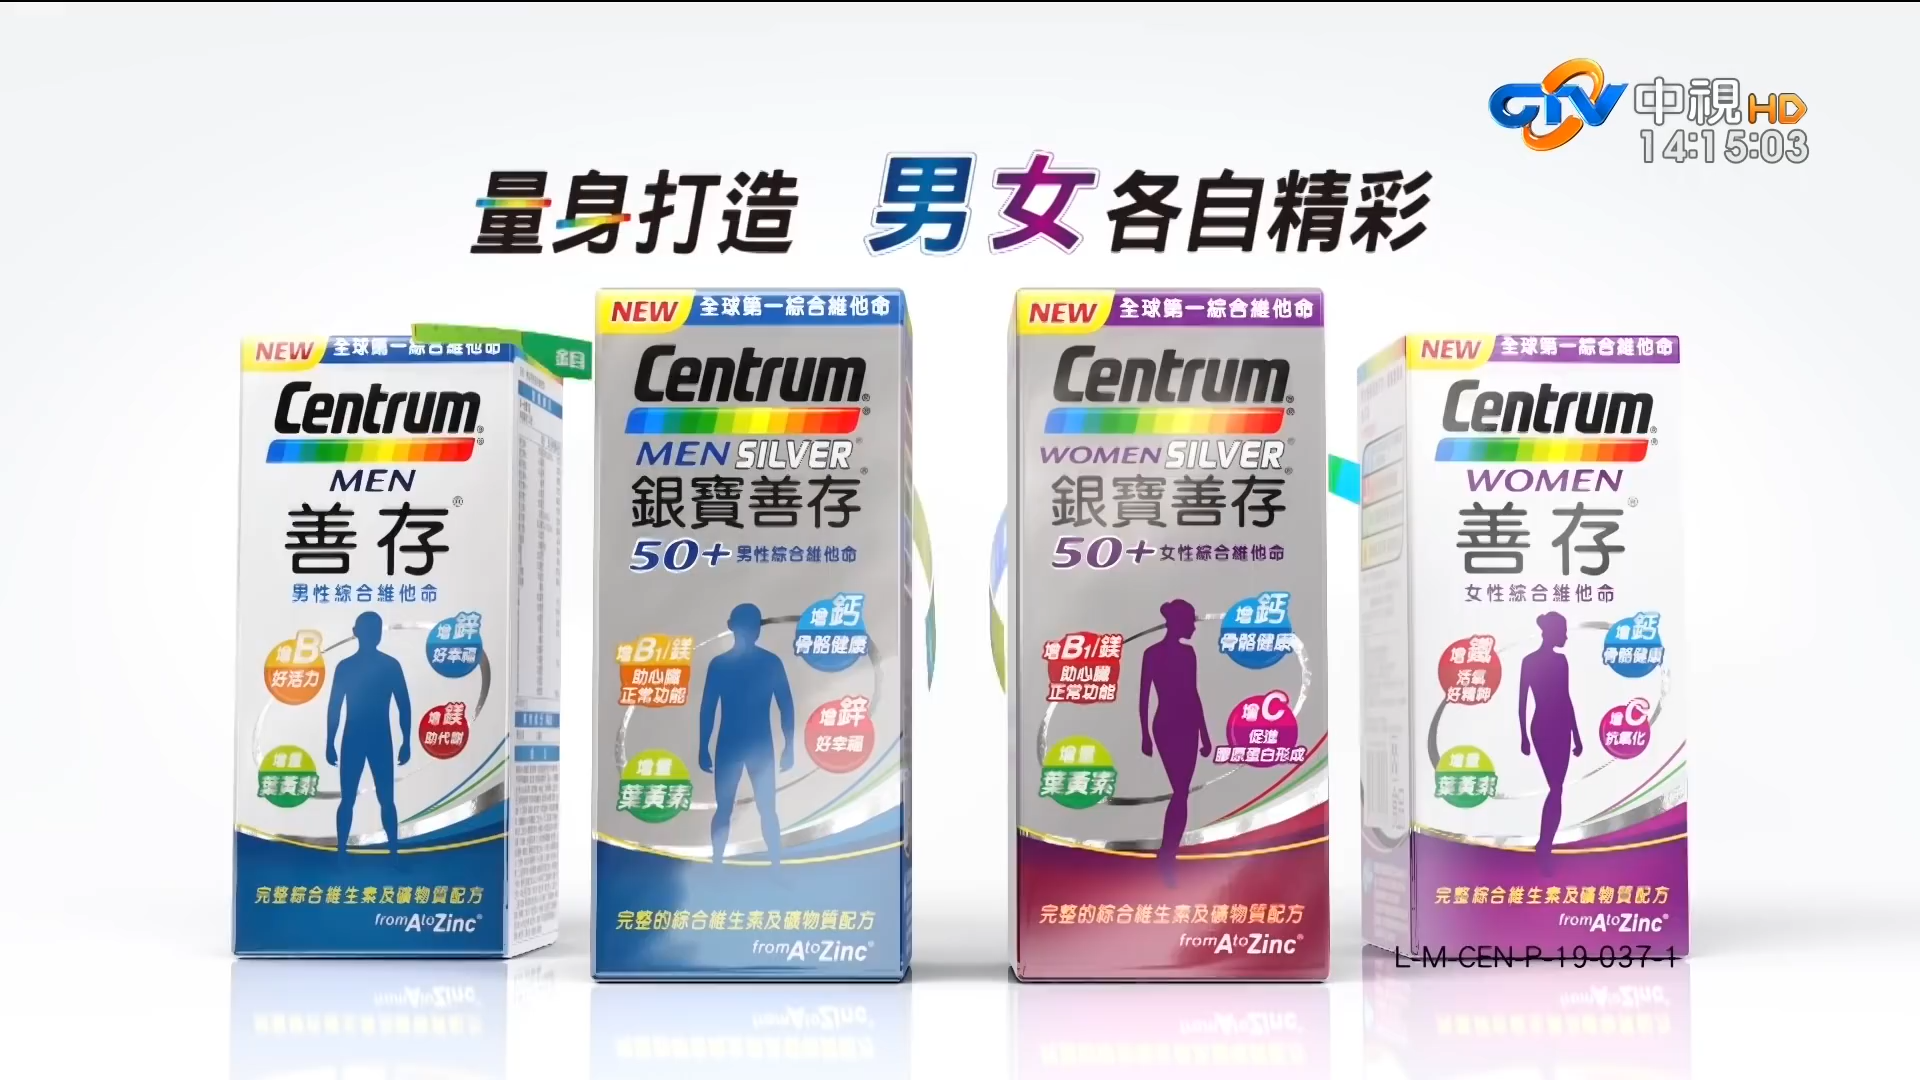 CTV 中視 HD
14:15:03
量身打造 男女各自精彩
NEW 全球第一綜合維他命
Centrum
MEN
善存
男性綜合維他命
增B
好活力
增鋅
好幸福
增鎂
助代謝
增量
葉黃素
完整綜合維生素及礦物質配方
from A to Zinc
NEW 全球第一綜合維他命
Centrum
MEN SILVER
銀寶善存
50+ 男性綜合維他命
增鈣
骨骼健康
增B1/鎂
助心臟
正常功能
增鋅
好幸福
增量
葉黃素
完整的綜合維生素及礦物質配方
from A to Zinc
NEW 全球第一綜合維他命
Centrum
WOMEN SILVER
銀寶善存
50+ 女性綜合維他命
增鈣
骨骼健康
增B1/鎂
助心臟
正常功能
增C
促進
膠原蛋白形成
增量
葉黃素
完整的綜合維生素及礦物質配方
from A to Zinc
NEW 全球第一綜合維他命
Centrum
WOMEN
善存
女性綜合維他命
增鈣
骨骼健康
增鐵
活氧
好精神
增C
抗氧化
增量
葉黃素
完整綜合維生素及礦物質配方
from A to Zinc
L-M-CEN-P-19-037-1